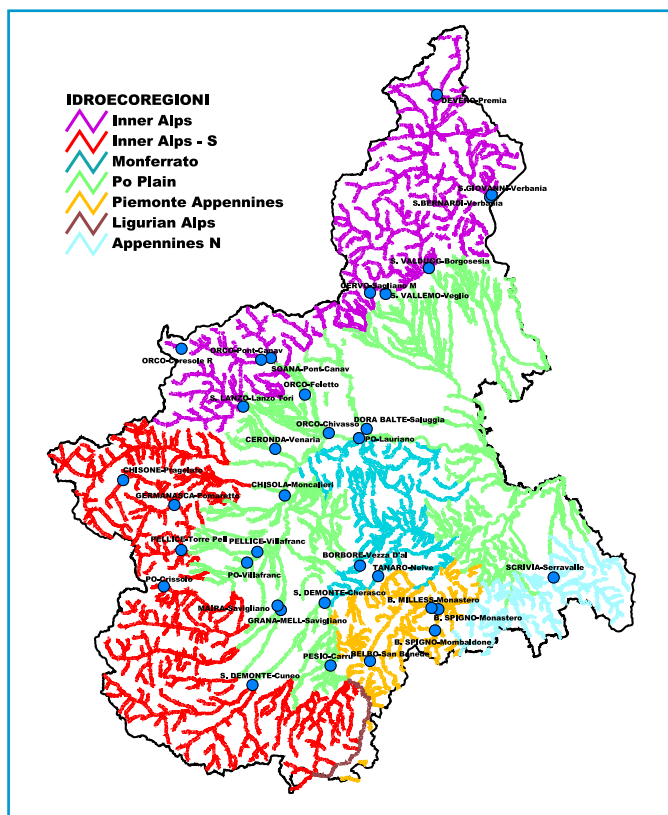 IDROECOREGIONI
Inner Alps
Inner Alps - S
Monferrato
Po Plain
Piemonte Appennines
Ligurian Alps
Appennines N
DEVERO-Premia
S.GIOVANNI-Verbania
S.BERNARDI-Verbania
S. VALDUGG-Borgosesia
CERVO-Sagliano M
S. VALLEMO-Veglio
ORCO-Pont-Canav
ORCO-Ceresole R
SOANA-Pont-Canav
ORCO-Feletto
S. LANZO-Lanzo Tori
DORA BALTE-Saluggia
ORCO-Chivasso
PO-Lauriano
CERONDA-Venaria
CHISONE-Pragelato
CHISOLA-Moncalieri
GERMANASCA-Pomaretto
PELLICE-Torre Pell
PELLICE-Villafranc
BORBORE-Vezza D'al
PO-Villafranc
TANARO-Neive
SCRIVIA-Serravalle
PO-Crissolo
S. DEMONTE-Cherasco
B. MILLESS-Monastero
MAIRA-Savigliano
GRANA-MELL-Savigliano
B. SPIGNO-Monastero
B. SPIGNO-Mombaldone
PESIO-Carru
BELBO-San Benede
S. DEMONTE-Cuneo